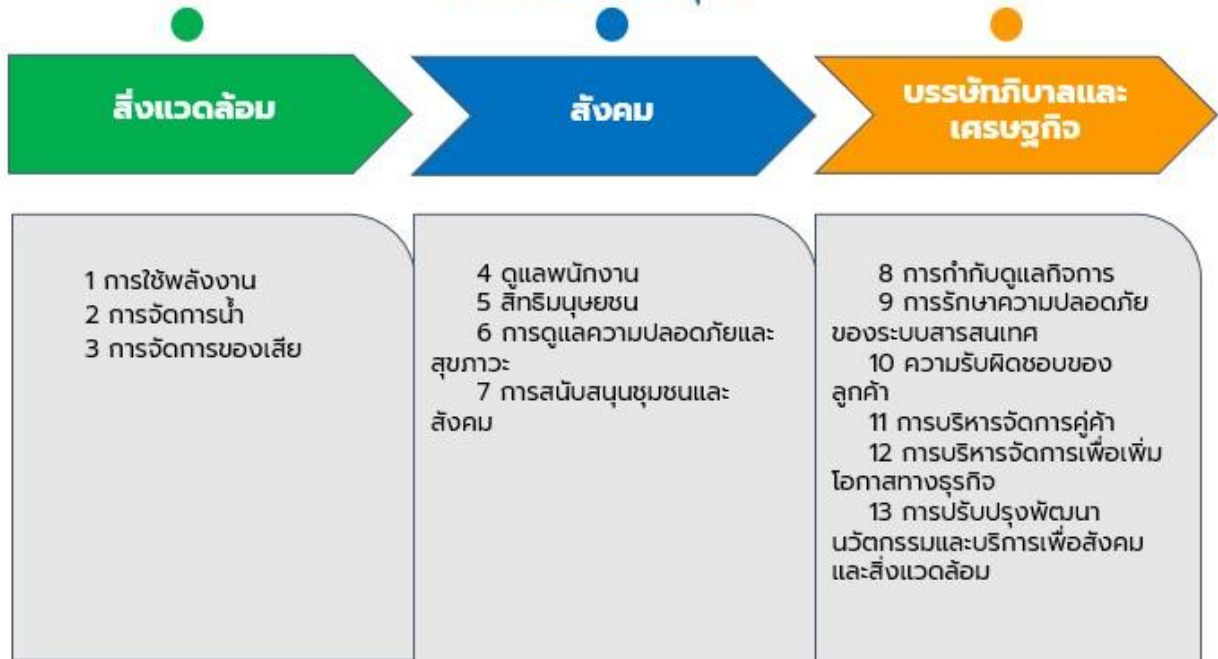 สิ่งแวดล้อม
1 การใช้พลังงาน
2 การจัดการน้ำ
3 การจัดการของเสีย
สังคม
4 ดูแลพนักงาน
5 สิทธิมนุษยชน
6 การดูแลความปลอดภัยและ
สุขภาวะ
7 การสนับสนุนชุมชนและ
สังคม
บรรษัทภิบาลและ
เศรษฐกิจ
8 การกำกับดูแลกิจการ
9 การรักษาความปลอดภัย
ของระบบสารสนเทศ
10 ความรับผิดชอบของ
ลูกค้า
11 การบริหารจัดการคู่ค้า
12 การบริหารจัดการเพื่อเพิ่ม
โอกาสทางธุรกิจ
13 การปรับปรุงพัฒนา
นวัตกรรมและบริการเพื่อสังคม
และสิ่งแวดล้อม